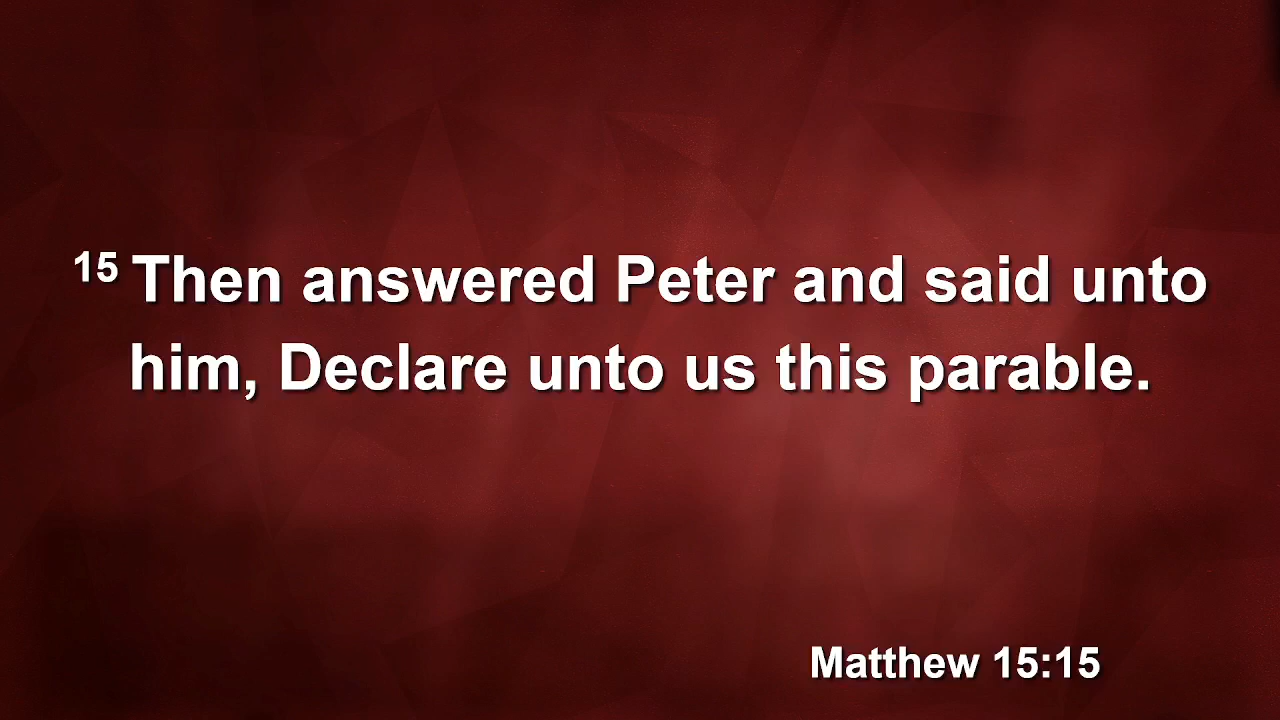 15 Then answered Peter and said unto
him, Declare unto us this parable.
Matthew 15:15